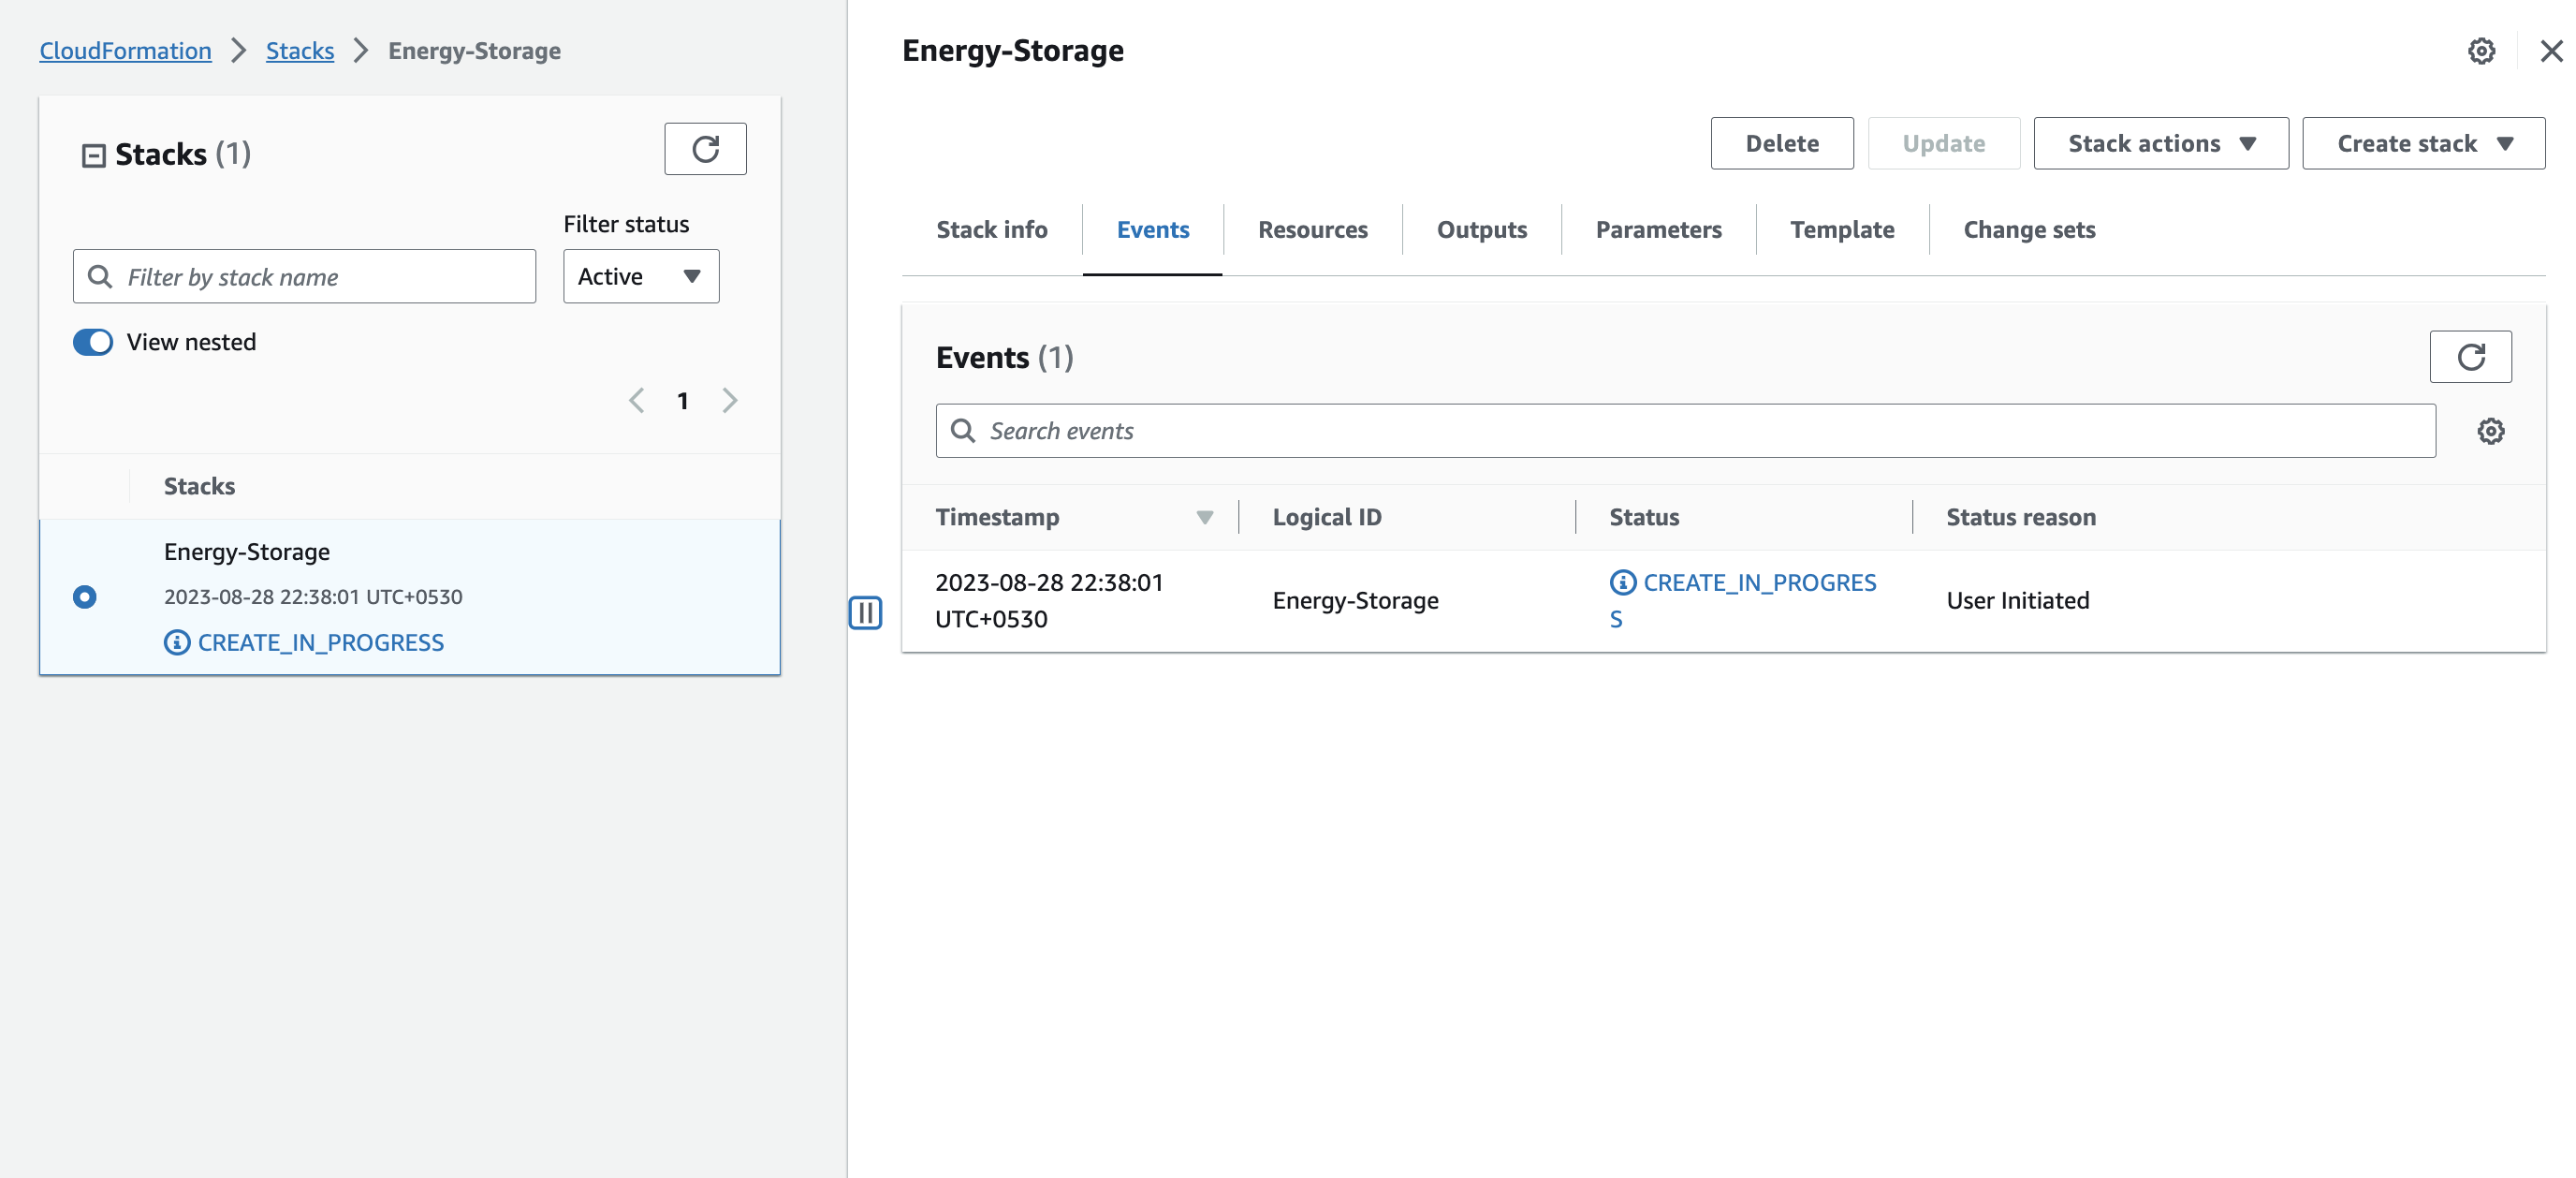 CloudFormation Stacks Energy-Storage
Stacks (1)
Filter status
Filter by stack name
Active
View nested
1
Stacks
Energy-Storage
2023-08-28 22:38:01 UTC+0530
CREATE_IN_PROGRESS
Energy-Storage
Delete Update Stack actions Create stack
Stack info Events Resources Outputs Parameters Template Change sets
Events (1)
Search events
Timestamp Logical ID Status Status reason
2023-08-28 22:38:01
UTC+0530
Energy-Storage
CREATE_IN_PROGRES
S
User Initiated